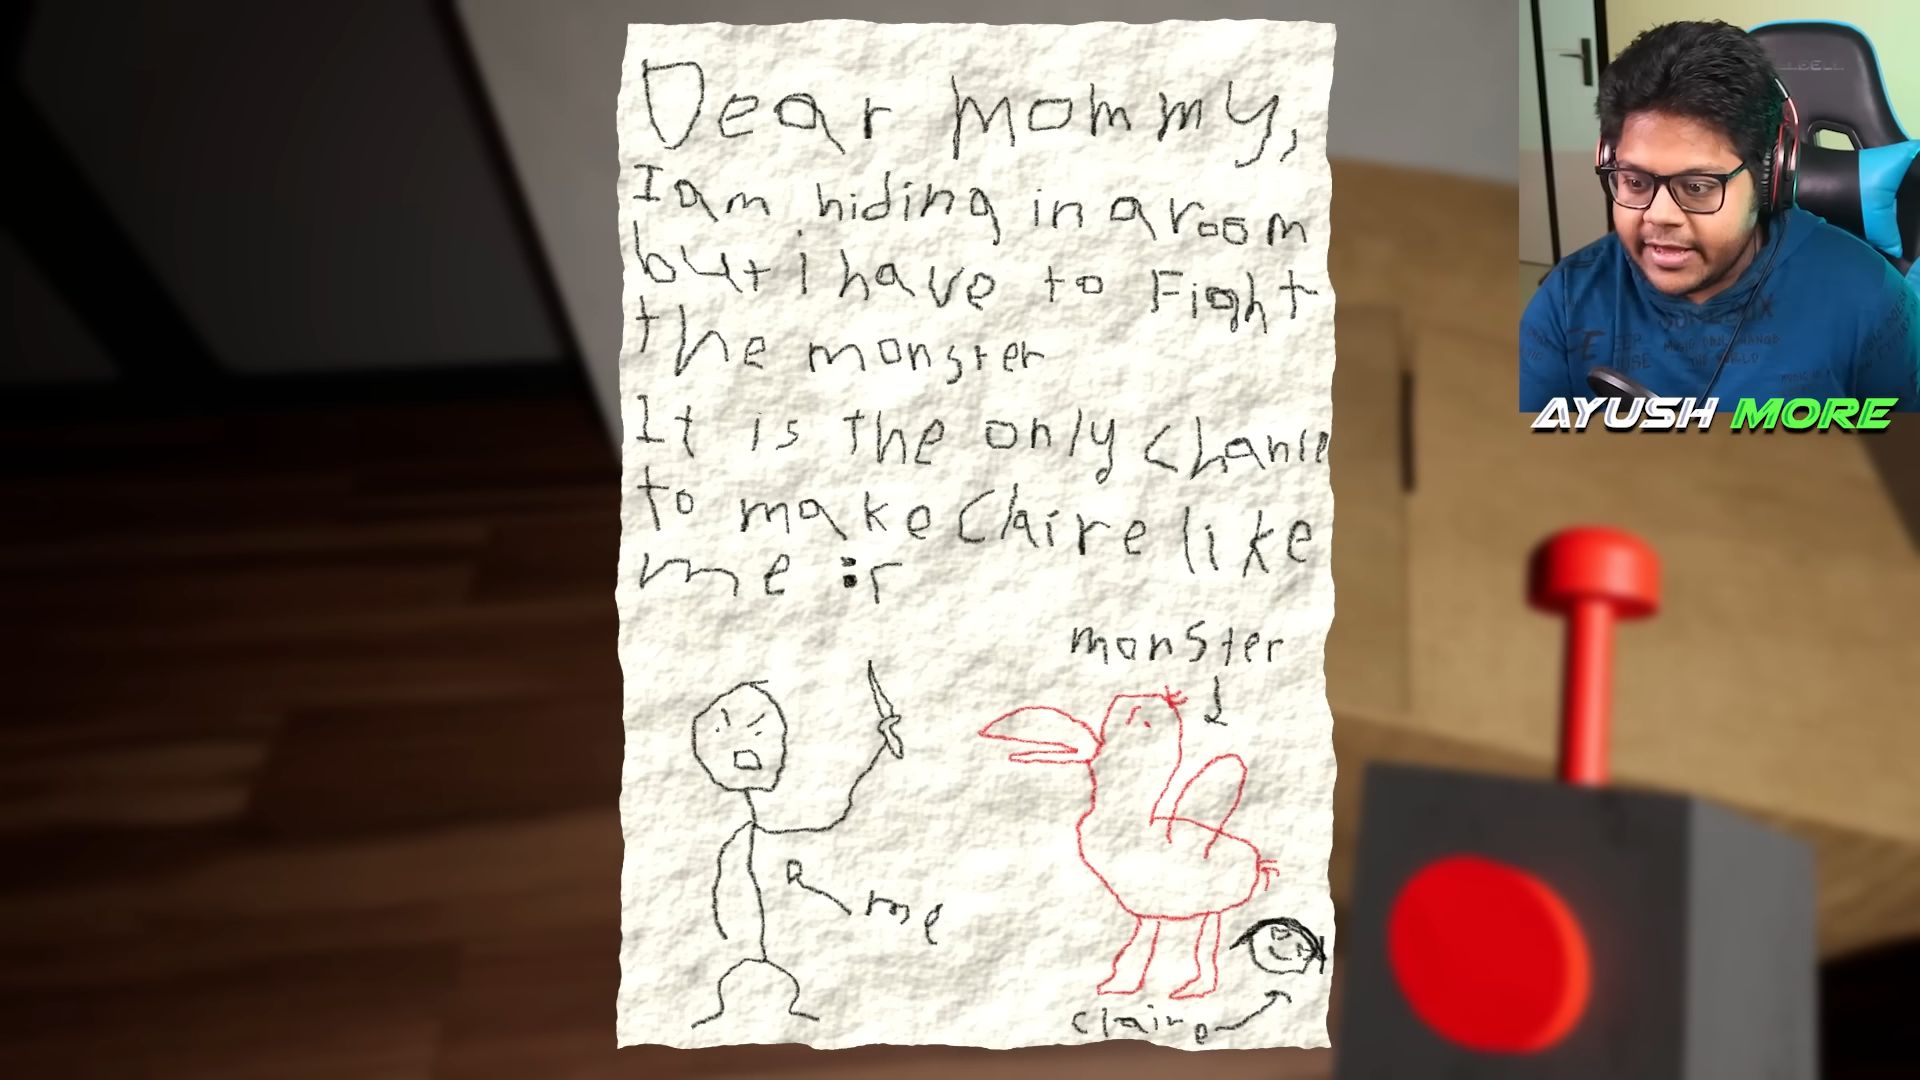 Dear mommy,
I am hiding in a room
but i have to Fight
the monster
It is the only chance
to make Claire like
me :r
monster
me
claire
AYUSH MORE